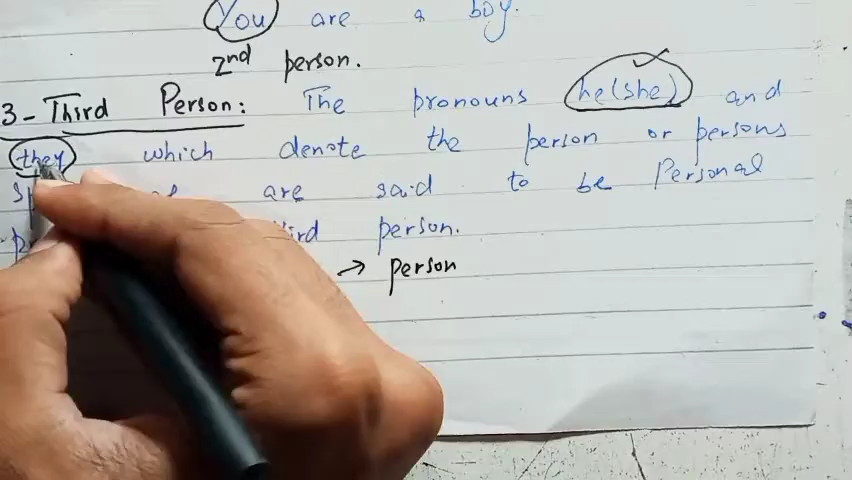 You are a boy.
2nd person.
3 - Third Person: The pronouns he(she) and
they which denote the person or persons
are said to be Personal
person.
→ person